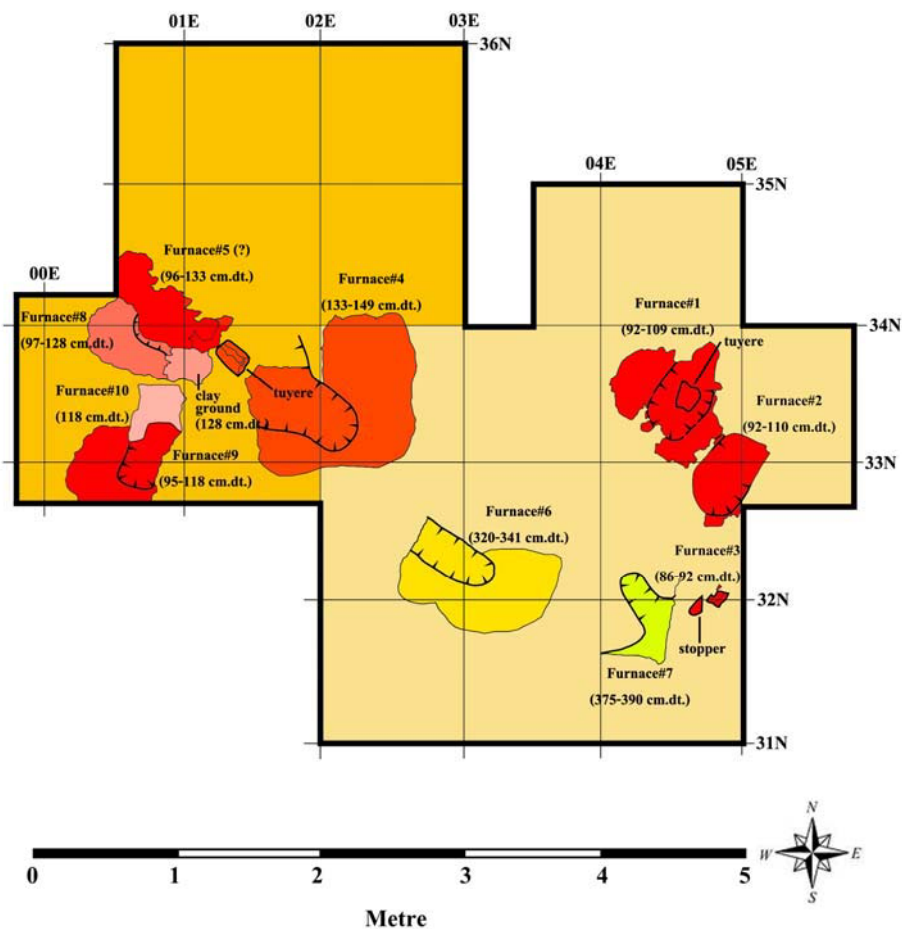 01E
02E
03E
36N
04E
05E
35N
00E
Furnace#5 (?)
(96-133 cm.dt.)
Furnace#4
(133-149 cm.dt.)
Furnace#8
(97-128 cm.dt.)
Furnace#1
(92-109 cm.dt.)
34N
tuyere
Furnace#10
(118 cm.dt.)
clay
ground
(128 cm.dt.)
tuyere
Furnace#2
(92-110 cm.dt.)
Furnace#9
(95-118 cm.dt.)
33N
Furnace#6
(320-341 cm.dt.)
Furnace#3
(86-92 cm.dt.)
32N
stopper
Furnace#7
(375-390 cm.dt.)
31N
N
W
E
S
0
1
2
3
4
5
Metre